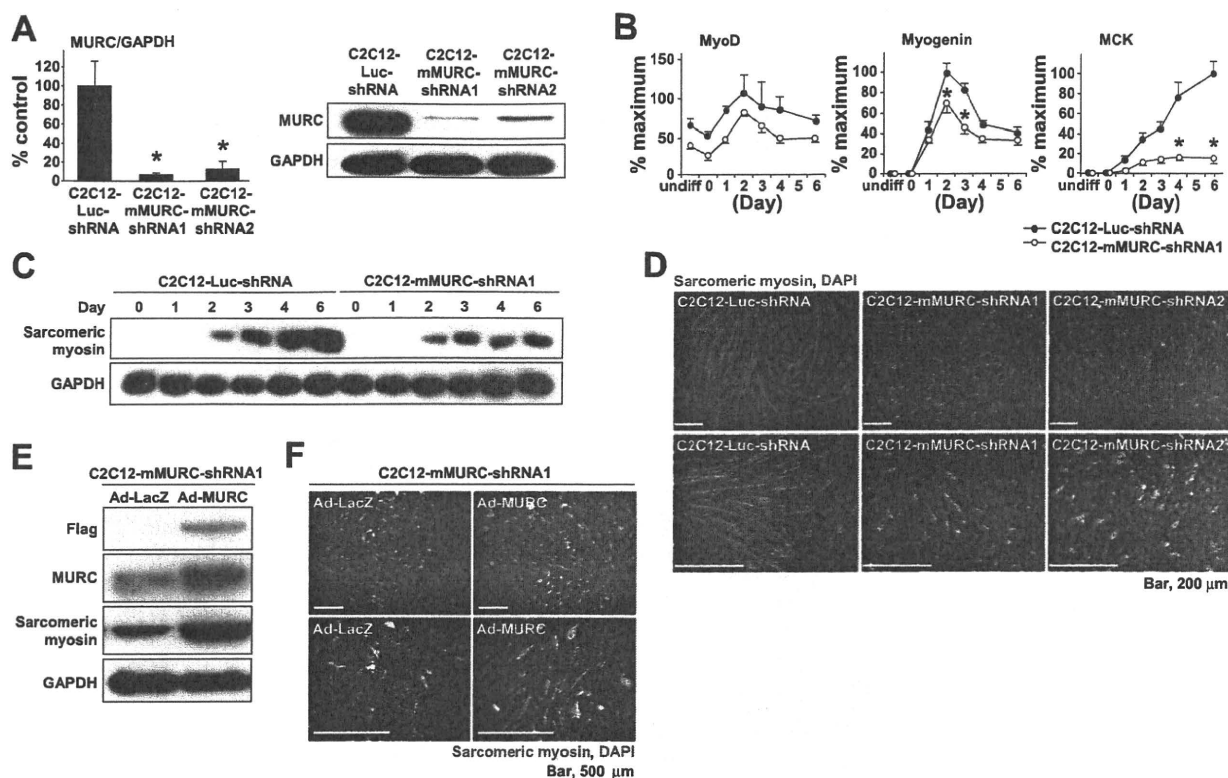 A
MURC/GAPDH
% control
120
100
80
60
40
20
0
*
*
C2C12-
Luc-
shRNA
C2C12-
mMURC-
shRNA1
C2C12-
mMURC-
shRNA2
C2C12-
Luc-
shRNA
C2C12-
mMURC-
shRNA1
C2C12-
mMURC-
shRNA2
MURC
GAPDH
B
MyoD
% maximum
150
100
50
0
undiff 0 1 2 3 4 5 6
(Day)
Myogenin
% maximum
100
80
60
40
20
0
*
*
undiff 0 1 2 3 4 5 6
(Day)
MCK
% maximum
100
80
60
40
20
0
*
*
undiff 0 1 2 3 4 5 6
(Day)
C2C12-Luc-shRNA
C2C12-mMURC-shRNA1
C
C2C12-Luc-shRNA
C2C12-mMURC-shRNA1
Day 0 1 2 3 4 6 0 1 2 3 4 6
Sarcomeric
myosin
GAPDH
D
Sarcomeric myosin, DAPI
C2C12-Luc-shRNA
C2C12-mMURC-shRNA1
C2C12-mMURC-shRNA2
C2C12-Luc-shRNA
C2C12-mMURC-shRNA1
C2C12-mMURC-shRNA2
Bar, 200 μm
E
C2C12-mMURC-shRNA1
Ad-LacZ Ad-MURC
Flag
MURC
Sarcomeric
myosin
GAPDH
F
C2C12-mMURC-shRNA1
Ad-LacZ
Ad-MURC
Ad-LacZ
Ad-MURC
Sarcomeric myosin, DAPI
Bar, 500 μm